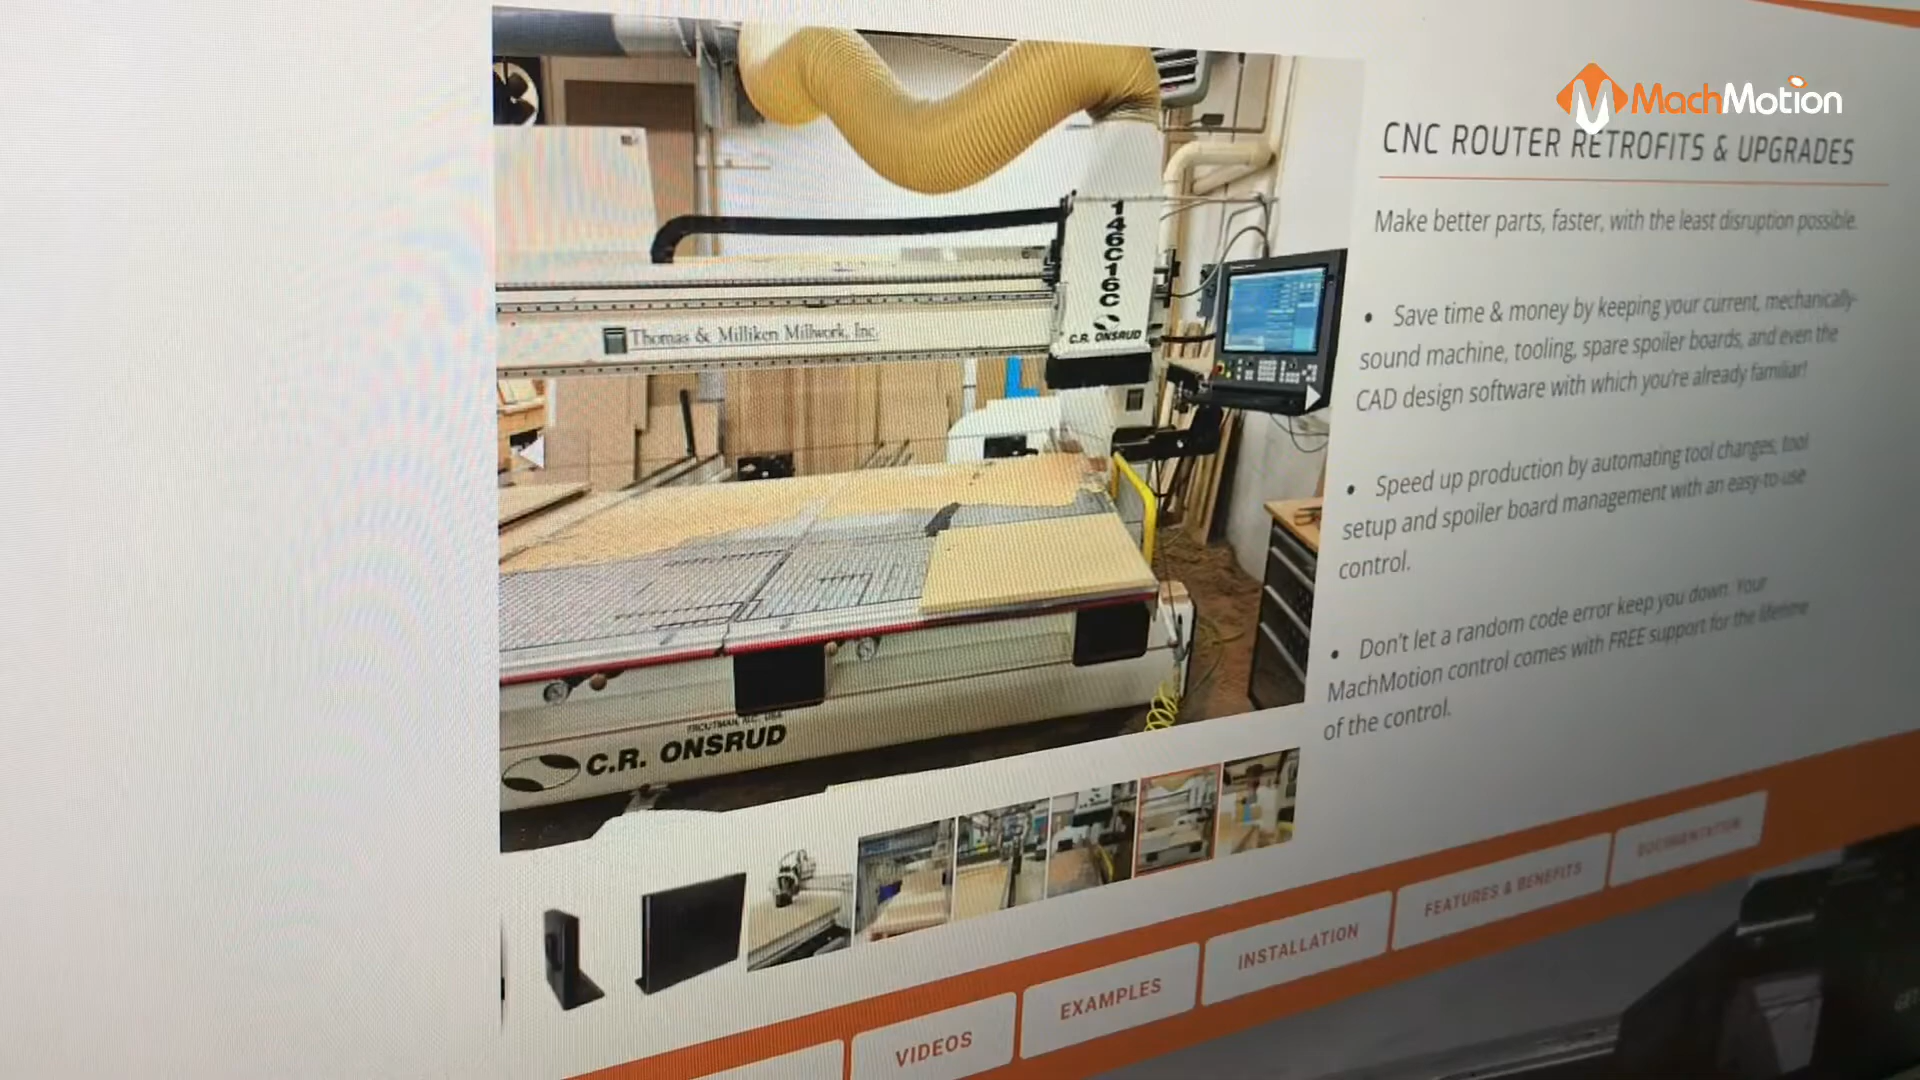 MachMotion
CNC ROUTER RETROFITS & UPGRADES
Make better parts, faster, with the least disruption possible.
• Save time & money by keeping your current, mechanically-
sound machine, tooling, spare spoiler boards, and even the
CAD design software with which you're already familiar!
• Speed up production by automating tool changes, tool
setup and spoiler board management with an easy-to-use
control.
• Don't let a random code error keep you down. Your
MachMotion control comes with FREE support for the lifetime
of the control.
146C16C
C.R. ONSRUD
Thomas & Milliken Millwork, Inc.
TROUTMAN, N.C. USA
C.R. ONSRUD
VIDEOS
EXAMPLES
INSTALLATION
FEATURES & BENEFITS
DOCUMENTATION